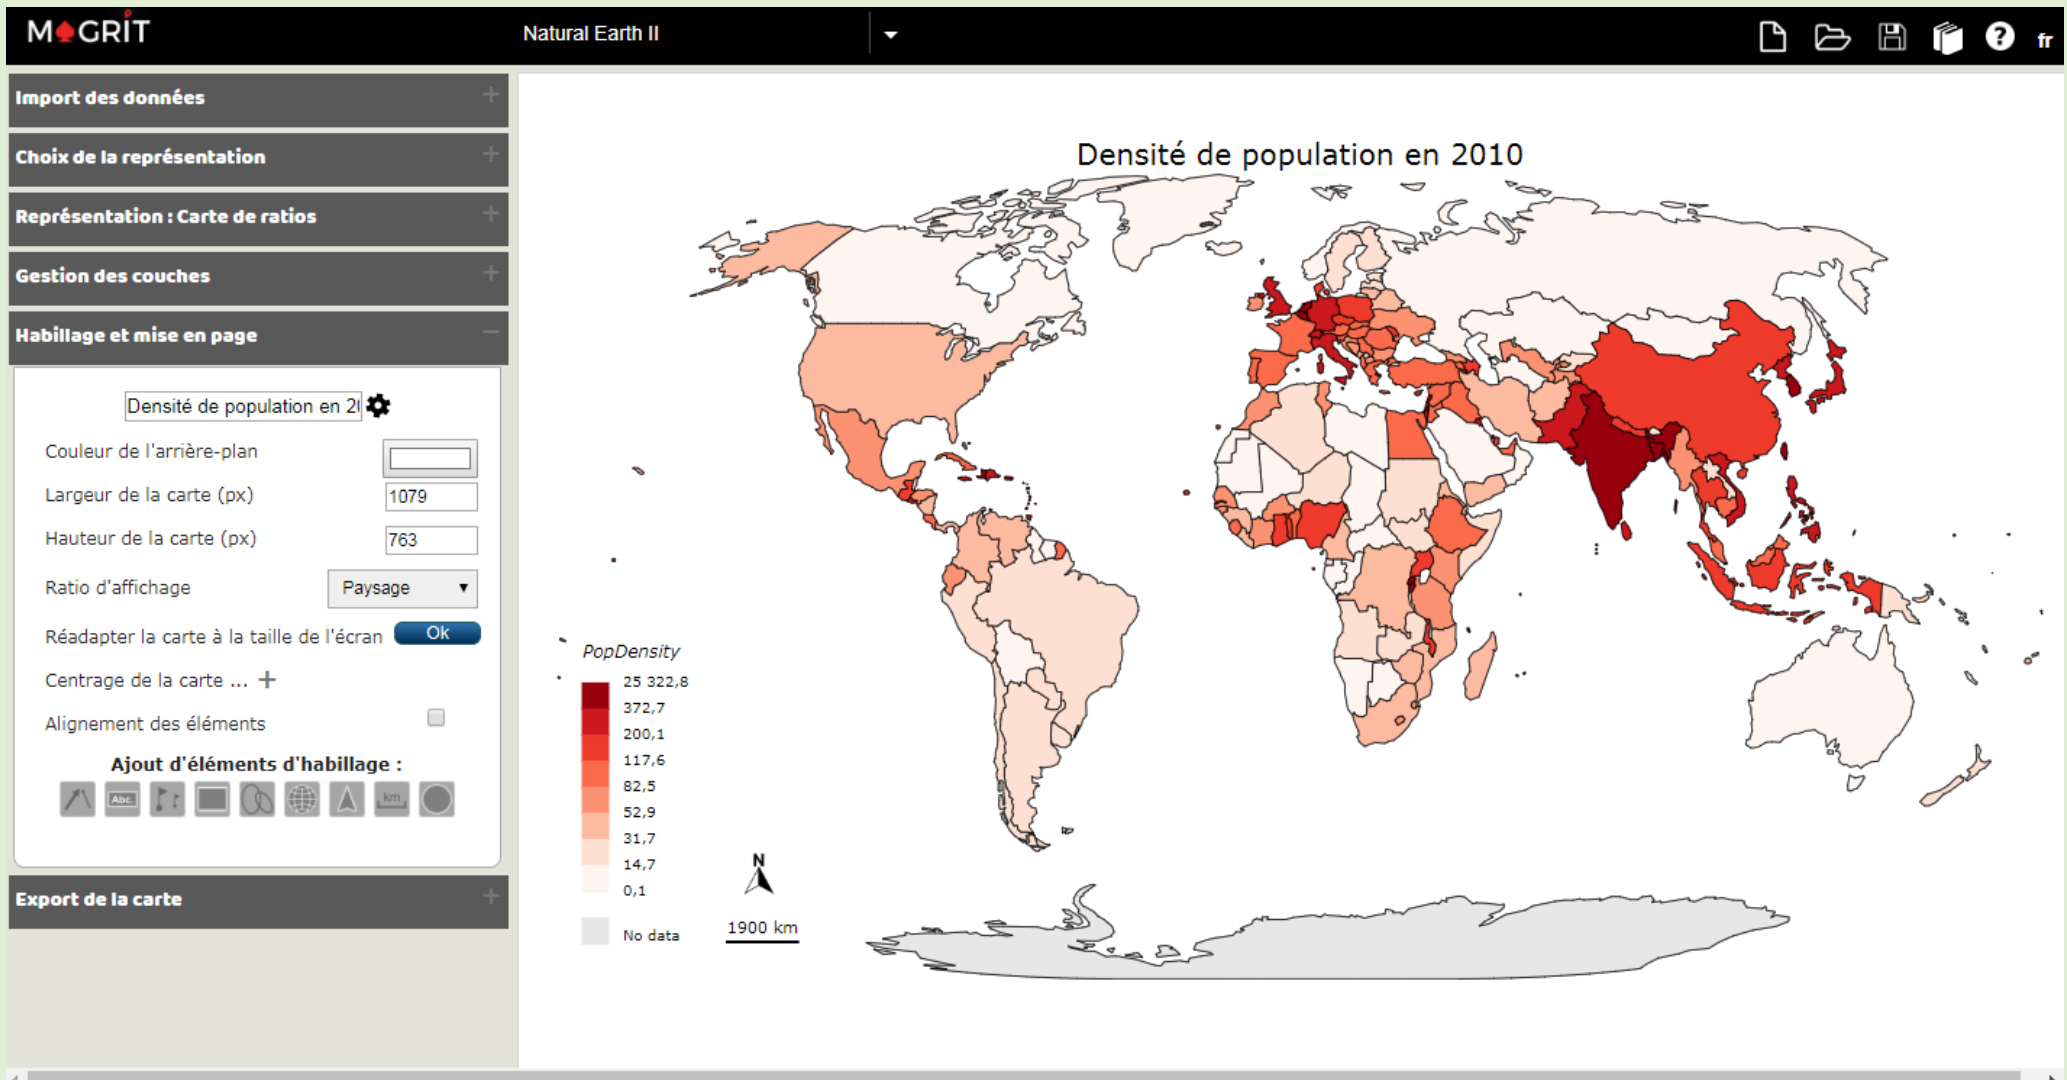 MAGRIT
Natural Earth II
fr
Import des données
Choix de la représentation
Représentation : Carte de ratios
Gestion des couches
Habillage et mise en page
Densité de population en 2
Couleur de l'arrière-plan
Largeur de la carte (px)
1079
Hauteur de la carte (px)
763
Ratio d'affichage
Paysage
Réadapter la carte à la taille de l'écran
Ok
Centrage de la carte ...
Alignement des éléments
Ajout d'éléments d'habillage :
Abc.
km
Export de la carte
Densité de population en 2010
PopDensity
25 322,8
372,7
200,1
117,6
82,5
52,9
31,7
14,7
0,1
No data
N
1900 km